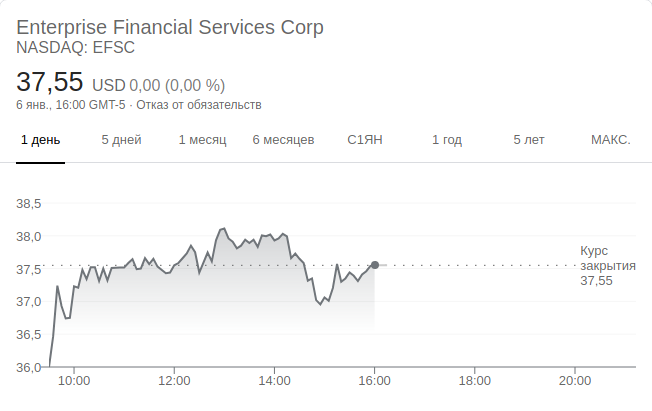 Enterprise Financial Services Corp
NASDAQ: EFSC
37,55 USD 0,00 (0,00 %)
6 янв., 16:00 GMT-5 · Отказ от обязательств
1 день 5 дней 1 месяц 6 месяцев С1ЯН 1 год 5 лет МАКС.
38,5
38,0
37,5
37,0
36,5
36,0
Курс
закрытия
37,55
10:00 12:00 14:00 16:00 18:00 20:00